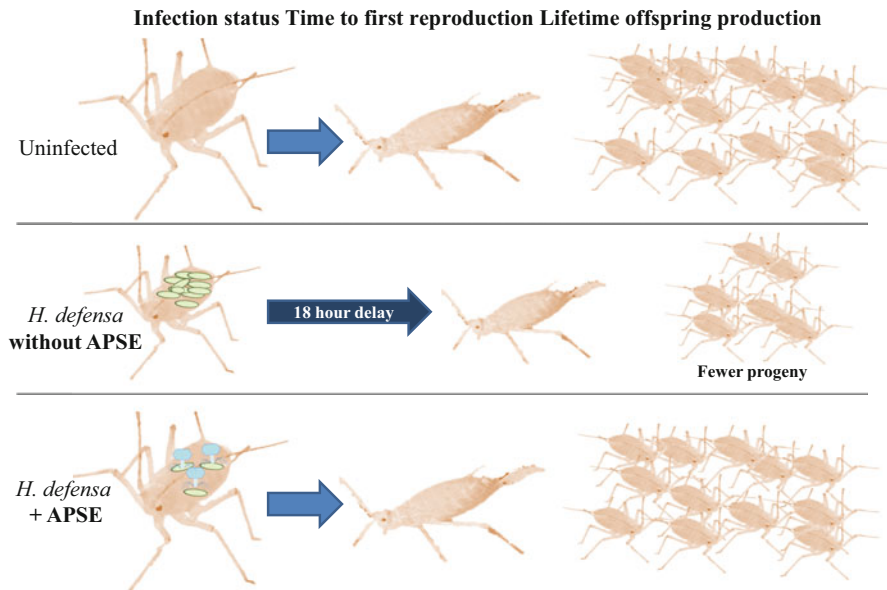 Infection status Time to first reproduction Lifetime offspring production
Uninfected
H. defensa
without APSE
18 hour delay
Fewer progeny
H. defensa
+ APSE